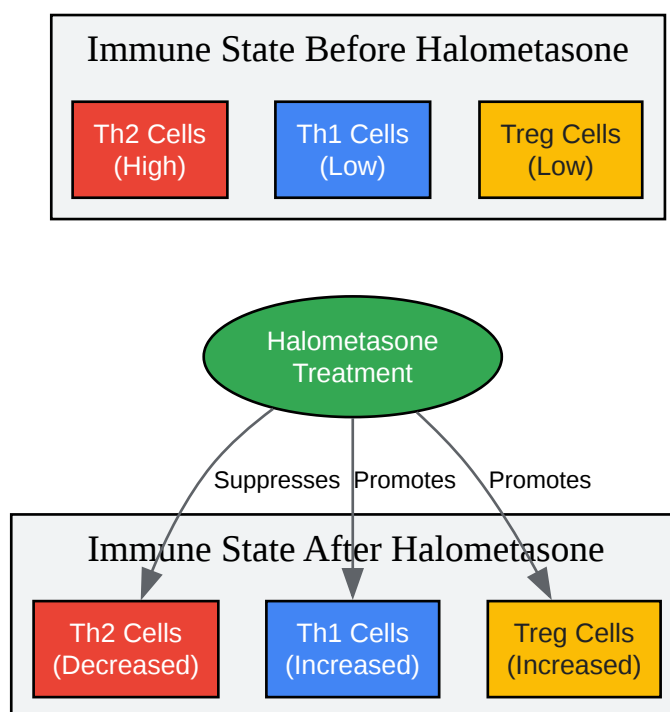 Immune State Before Halometasone
Th2 Cells
(High)
Th1 Cells
(Low)
Treg Cells
(Low)
Halometasone
Treatment
Suppresses
Promotes
Promotes
Immune State After Halometasone
Th2 Cells
(Decreased)
Th1 Cells
(Increased)
Treg Cells
(Increased)